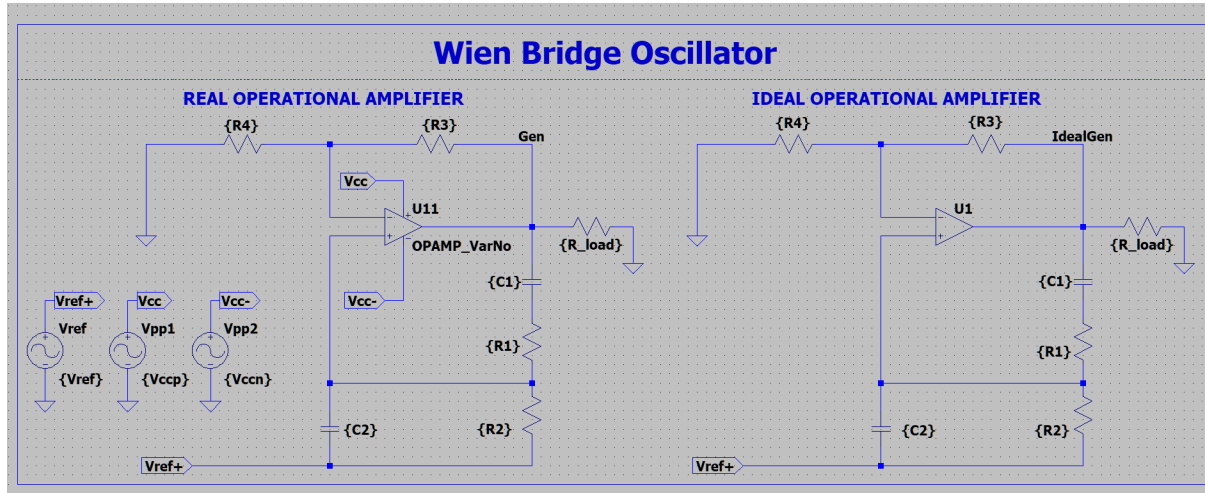 Wien Bridge Oscillator
REAL OPERATIONAL AMPLIFIER
IDEAL OPERATIONAL AMPLIFIER
{R4}
{R3}
Gen
{R4}
{R3}
IdealGen
Vcc
U11
OPAMP_VarNo
{R_load}
U1
{R_load}
{C1}
{C1}
Vref+
Vcc
Vcc-
Vcc-
Vref
Vpp1
Vpp2
{R1}
{R1}
{Vref}
{Vccp}
{Vccn}
{C2}
{R2}
{C2}
{R2}
Vref+
Vref+